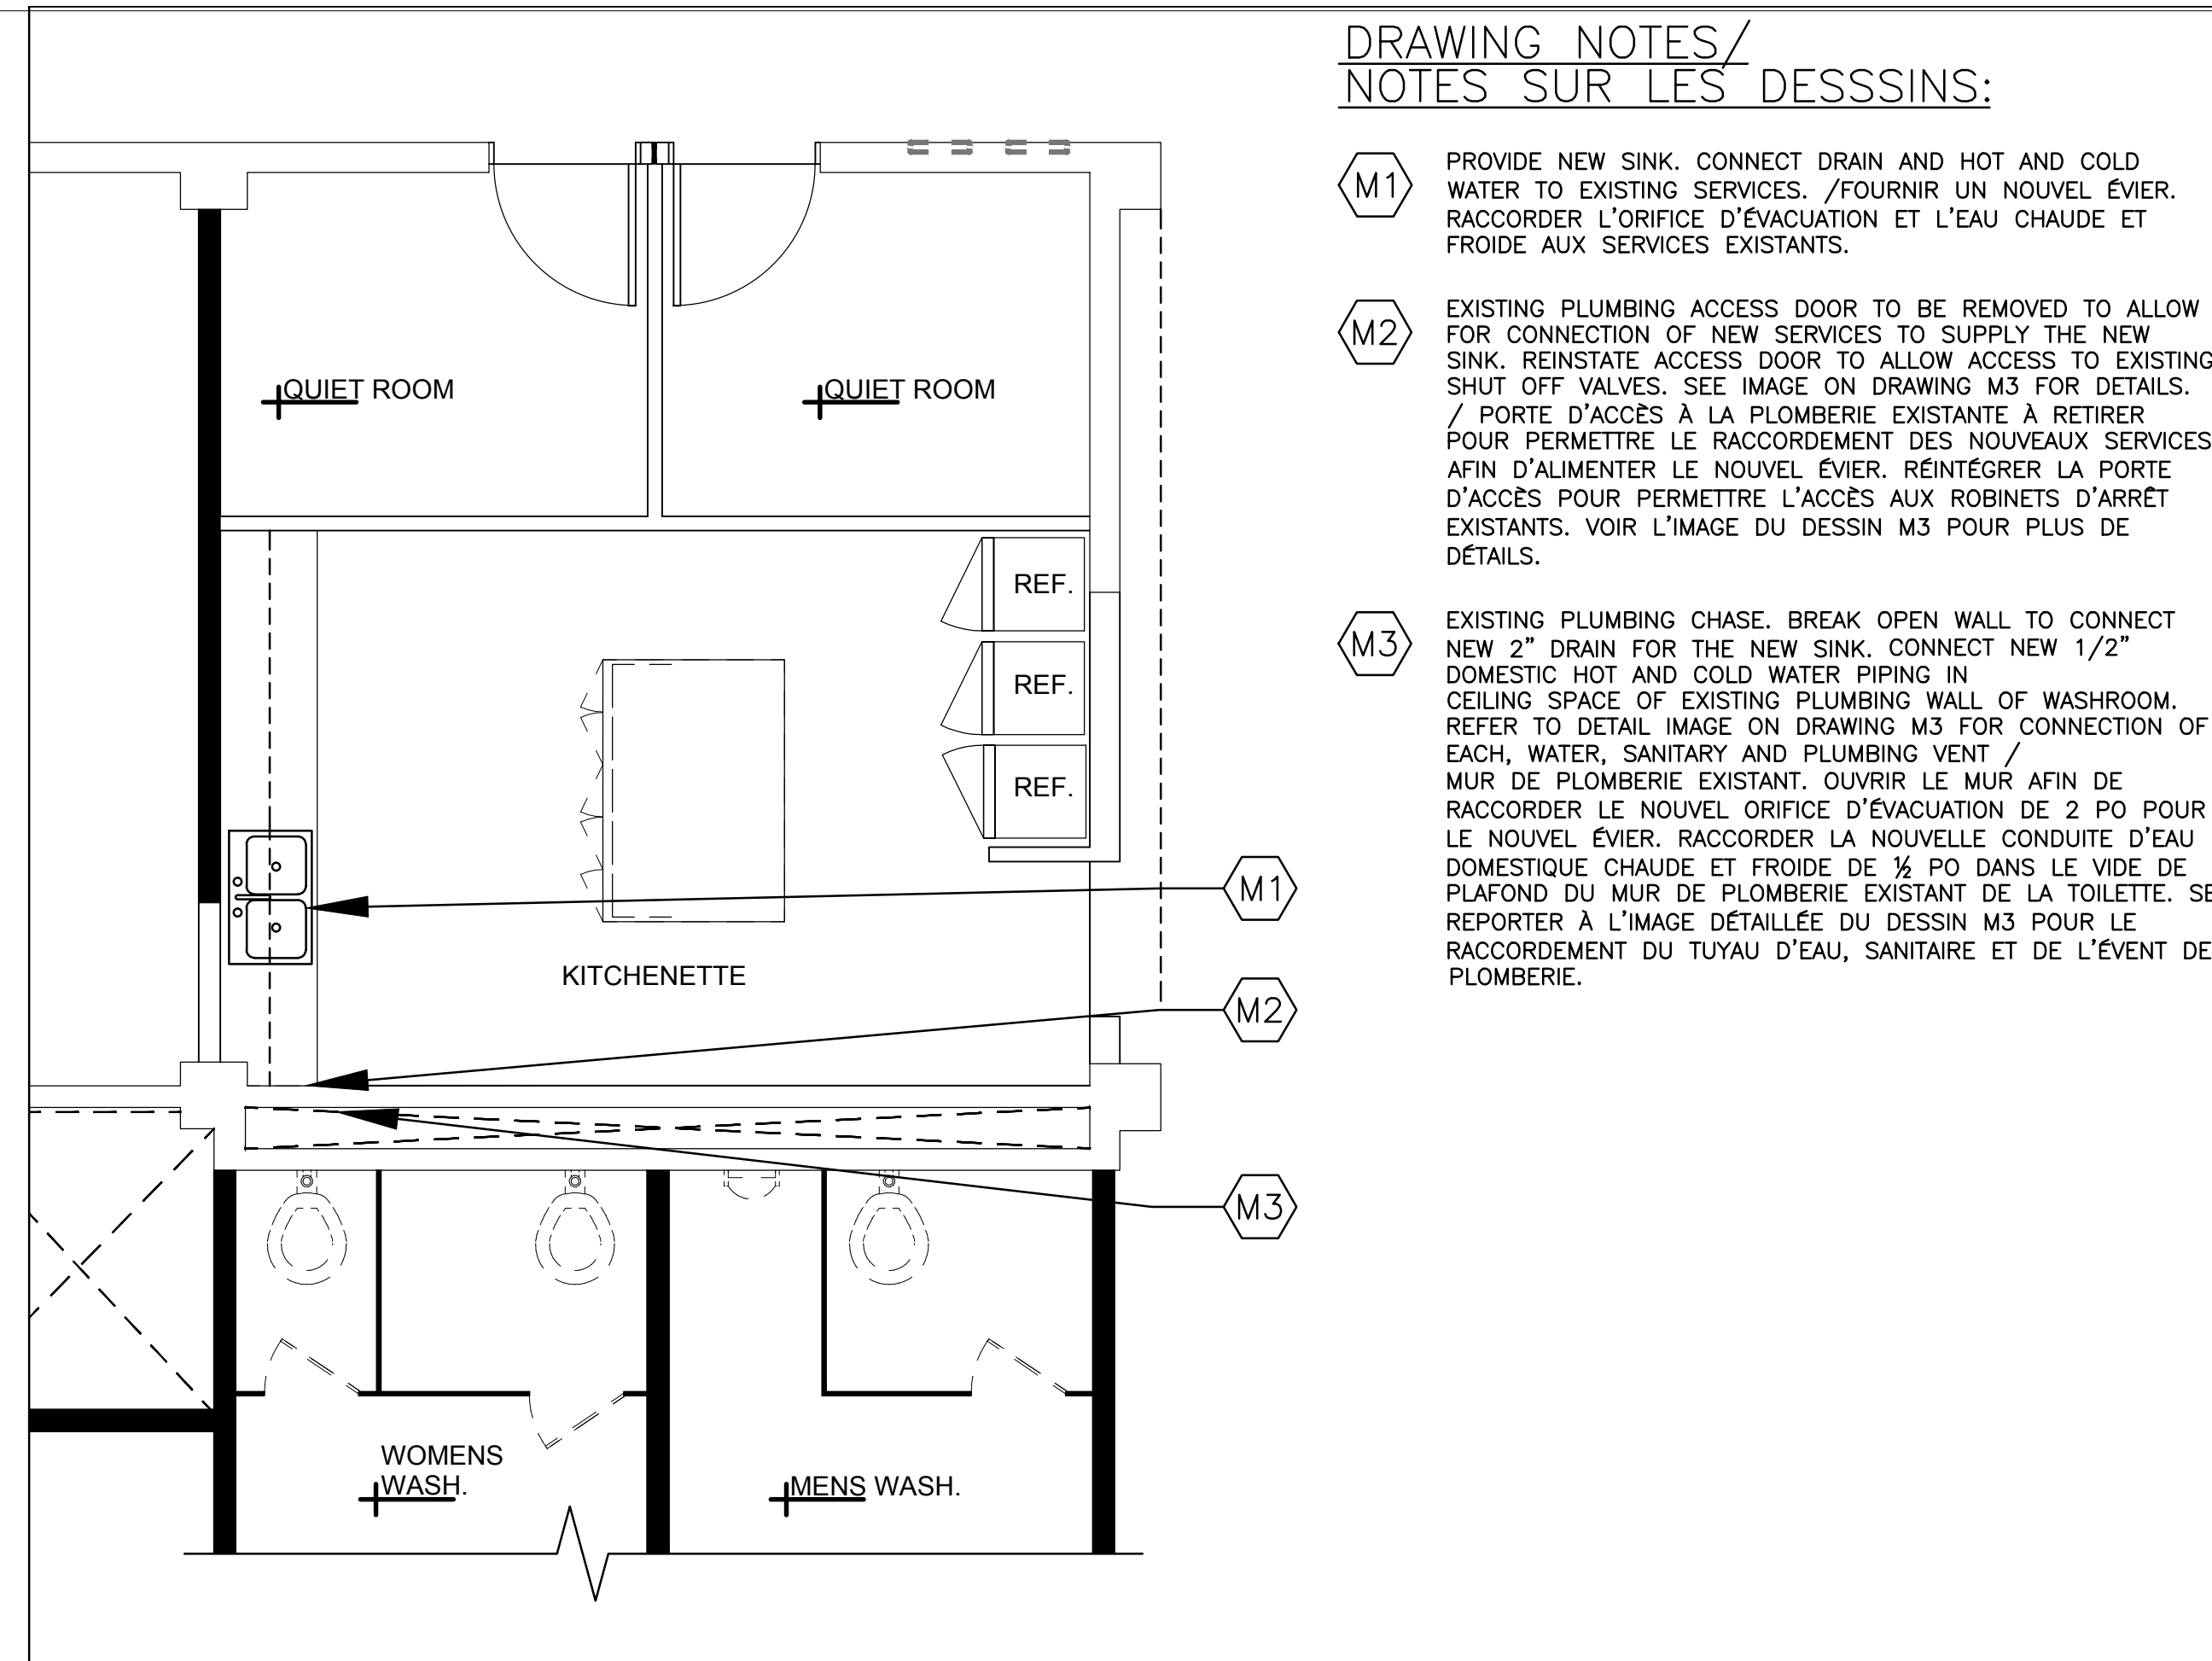 DRAWING NOTES/
NOTES SUR LES DESSSINS:
M1
PROVIDE NEW SINK. CONNECT DRAIN AND HOT AND COLD
WATER TO EXISTING SERVICES. /FOURNIR UN NOUVEL ÉVIER.
RACCORDER L'ORIFICE D'ÉVACUATION ET L'EAU CHAUDE ET
FROIDE AUX SERVICES EXISTANTS.
M2
EXISTING PLUMBING ACCESS DOOR TO BE REMOVED TO ALLOW
FOR CONNECTION OF NEW SERVICES TO SUPPLY THE NEW
SINK. REINSTATE ACCESS DOOR TO ALLOW ACCESS TO EXISTING
SHUT OFF VALVES. SEE IMAGE ON DRAWING M3 FOR DETAILS.
/ PORTE D'ACCÈS À LA PLOMBERIE EXISTANTE À RETIRER
POUR PERMETTRE LE RACCORDEMENT DES NOUVEAUX SERVICES
AFIN D'ALIMENTER LE NOUVEL ÉVIER. RÉINTÉGRER LA PORTE
D'ACCÈS POUR PERMETTRE L'ACCÈS AUX ROBINETS D'ARRÊT
EXISTANTS. VOIR L'IMAGE DU DESSIN M3 POUR PLUS DE
DÉTAILS.
M3
EXISTING PLUMBING CHASE. BREAK OPEN WALL TO CONNECT
NEW 2” DRAIN FOR THE NEW SINK. CONNECT NEW 1/2”
DOMESTIC HOT AND COLD WATER PIPING IN
CEILING SPACE OF EXISTING PLUMBING WALL OF WASHROOM.
REFER TO DETAIL IMAGE ON DRAWING M3 FOR CONNECTION OF
EACH, WATER, SANITARY AND PLUMBING VENT /
MUR DE PLOMBERIE EXISTANT. OUVRIR LE MUR AFIN DE
RACCORDER LE NOUVEL ORIFICE D'ÉVACUATION DE 2 PO POUR
LE NOUVEL ÉVIER. RACCORDER LA NOUVELLE CONDUITE D'EAU
DOMESTIQUE CHAUDE ET FROIDE DE ½ PO DANS LE VIDE DE
PLAFOND DU MUR DE PLOMBERIE EXISTANT DE LA TOILETTE. SE
REPORTER À L'IMAGE DÉTAILLÉE DU DESSIN M3 POUR LE
RACCORDEMENT DU TUYAU D'EAU, SANITAIRE ET DE L'ÉVENT DE
PLOMBERIE.
QUIET ROOM
QUIET ROOM
REF.
REF.
REF.
M1
KITCHENETTE
M2
M3
WOMENS
WASH.
MENS WASH.